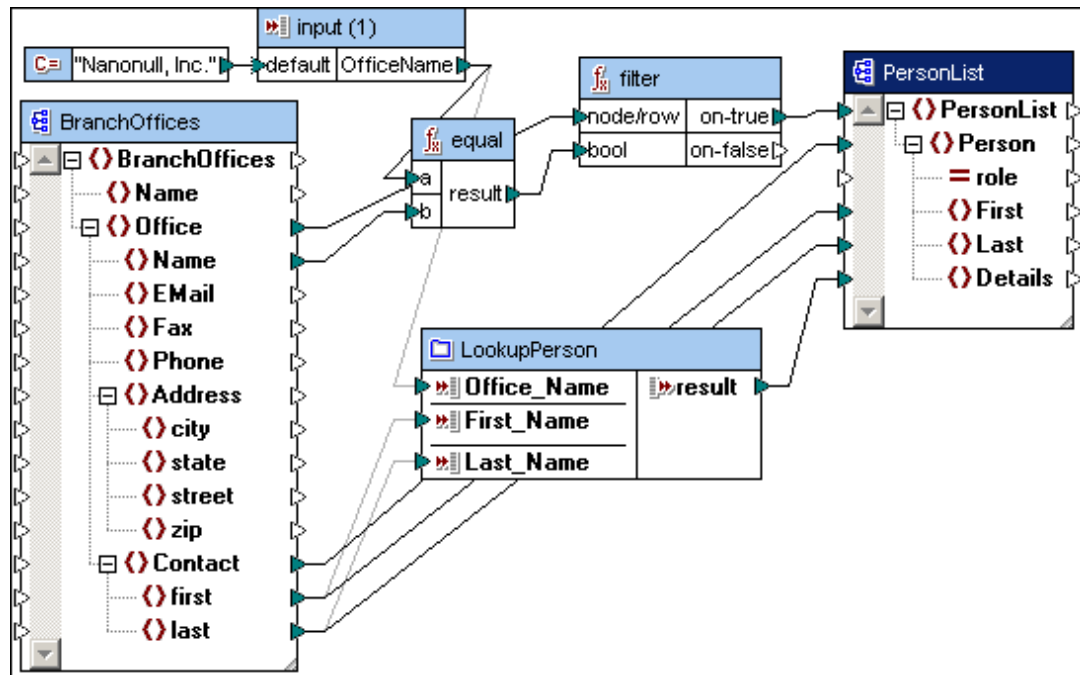 input (1)
C= "Nanonull, Inc."
default OfficeName
filter
node/row on-true
bool on-false
PersonList
PersonList
Person
role
First
Last
Details
equal
a
b
result
BranchOffices
BranchOffices
Name
Office
Name
EMail
Fax
Phone
Address
city
state
street
zip
Contact
first
last
LookupPerson
Office_Name result
First_Name
Last_Name